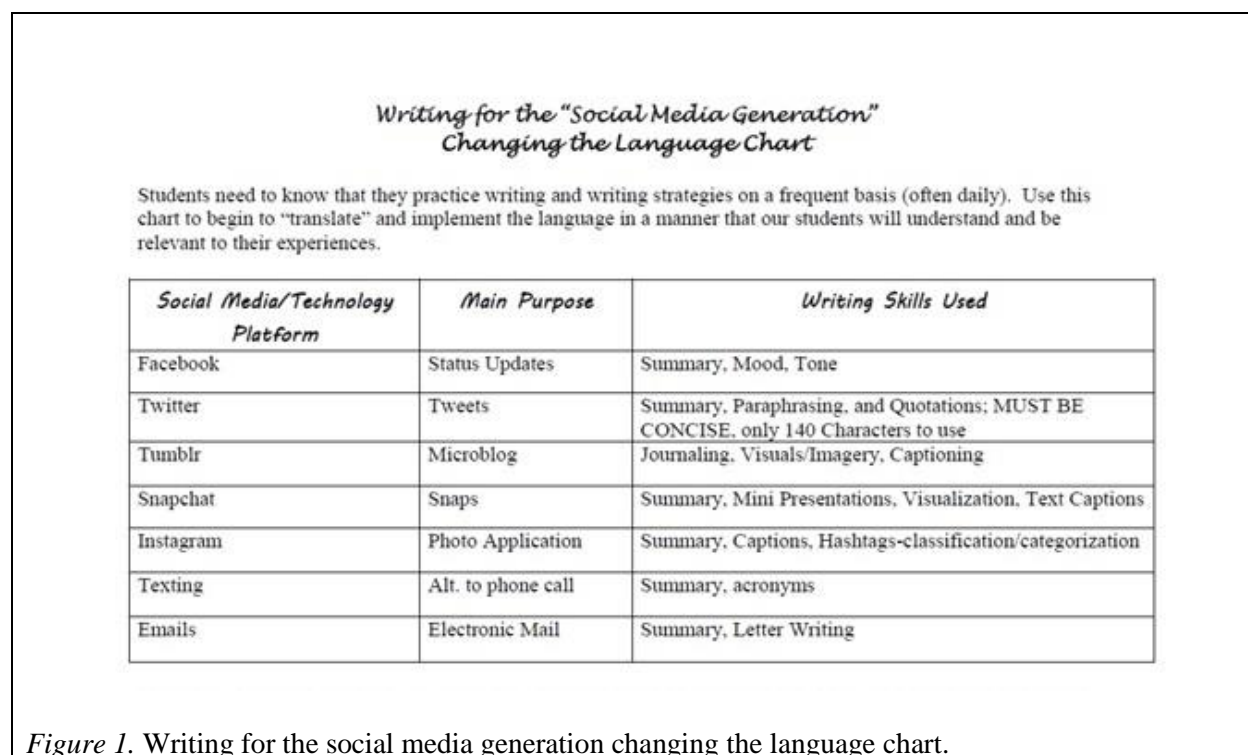 Writing for the "Social Media Generation"
Changing the Language Chart
Students need to know that they practice writing and writing strategies on a frequent basis (often daily).  Use this
chart to begin to "translate" and implement the language in a manner that our students will understand and be
relevant to their experiences.
Social Media/Technology Platform | Main Purpose | Writing Skills Used
Facebook | Status Updates | Summary, Mood, Tone
Twitter | Tweets | Summary, Paraphrasing, and Quotations; MUST BE CONCISE, only 140 Characters to use
Tumblr | Microblog | Journaling, Visuals/Imagery, Captioning
Snapchat | Snaps | Summary, Mini Presentations, Visualization, Text Captions
Instagram | Photo Application | Summary, Captions, Hashtags-classification/categorization
Texting | Alt. to phone call | Summary, acronyms
Emails | Electronic Mail | Summary, Letter Writing
Figure 1. Writing for the social media generation changing the language chart.